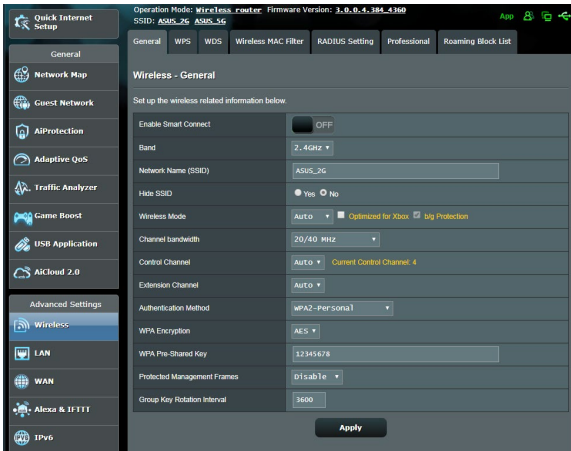 Quick Internet
Setup
General
Network Map
Guest Network
AiProtection
Adaptive QoS
Traffic Analyzer
Game Boost
USB Application
AiCloud 2.0
Advanced Settings
Wireless
LAN
WAN
Alexa & IFTTT
IPv6
Operation Mode: Wireless router Firmware Version: 3.0.0.4.384_4360
SSID: ASUS_2G ASUS_5G
App
General WPS WDS Wireless MAC Filter RADIUS Setting Professional Roaming Block List
Wireless - General
Set up the wireless related information below.
Enable Smart Connect OFF
Band 2.4GHz
Network Name (SSID) ASUS_2G
Hide SSID Yes No
Wireless Mode Auto Optimized for Xbox b/g Protection
Channel bandwidth 20/40 MHz
Control Channel Auto Current Control Channel: 4
Extension Channel Auto
Authentication Method WPA2-Personal
WPA Encryption AES
WPA Pre-Shared Key 12345678
Protected Management Frames Disable
Group Key Rotation Interval 3600
Apply